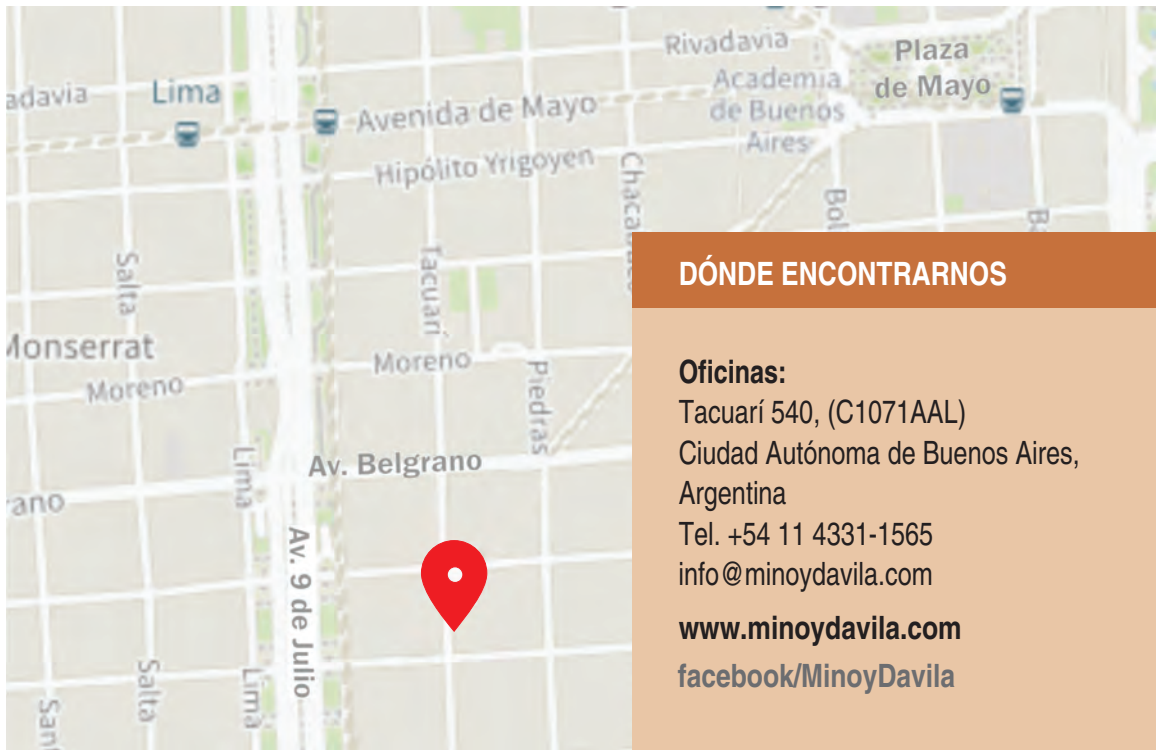 Rivadavia
Plaza
de Mayo
Academia
de Buenos
Aires
adavia
Lima
Avenida de Mayo
Hipólito Yrigoyen
Salta
Tacuarí
Monserrat
Moreno
Moreno
Piedras
Lima
Av. Belgrano
rano
Av. 9 de Julio
Salta
Lima
DÓNDE ENCONTRARNOS
Oficinas:
Tacuarí 540, (C1071AAL)
Ciudad Autónoma de Buenos Aires,
Argentina
Tel. +54 11 4331-1565
info@minoydavila.com
www.minoydavila.com
facebook/MinoyDavila